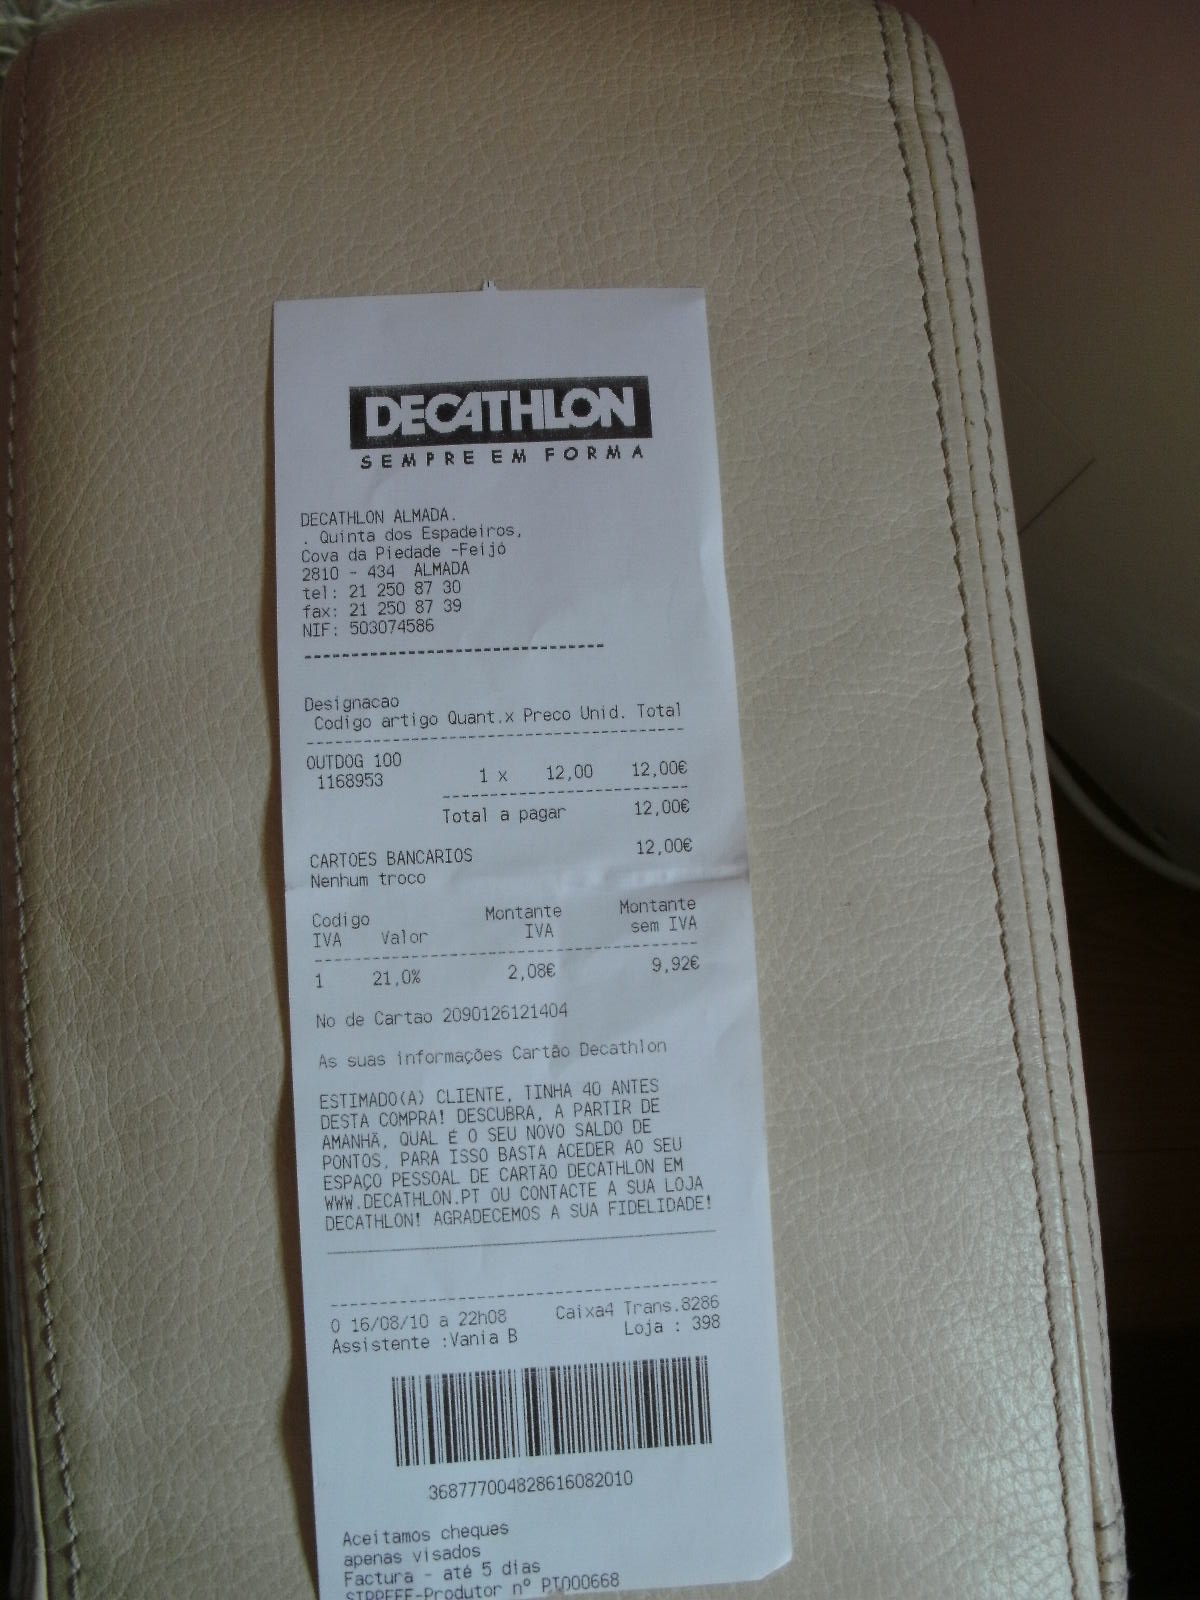 DECATHLON
SEMPRE EM FORMA
DECATHLON ALMADA.
. Quinta dos Espadeiros,
Cova da Piedade -Feijó
2810 - 434 ALMADA
tel: 21 250 87 30
fax: 21 250 87 39
NIF: 503074586
Designacao
Codigo artigo Quant.x Preco Unid. Total
OUTDOG 100
1168953 1 x 12,00 12,00€
Total a pagar 12,00€
CARTOES BANCARIOS 12,00€
Nenhum troco
Codigo Montante Montante
IVA Valor IVA sem IVA
1 21,0% 2,08€ 9,92€
No de Cartao 2090126121404
As suas informações Cartão Decathlon
ESTIMADO(A) CLIENTE, TINHA 40 ANTES
DESTA COMPRA! DESCUBRA, A PARTIR DE
AMANHÃ, QUAL É O SEU NOVO SALDO DE
PONTOS, PARA ISSO BASTA ACEDER AO SEU
ESPAÇO PESSOAL DE CARTÃO DECATHLON EM
WWW.DECATHLON.PT OU CONTACTE A SUA LOJA
DECATHLON! AGRADECEMOS A SUA FIDELIDADE!
O 16/08/10 a 22h08 Caixa4 Trans.8286
Assistente :Vania B Loja : 398
368777004828616082010
Aceitamos cheques
apenas visados
Factura - até 5 dias
SIRPEEE-Produtor nº PT000668